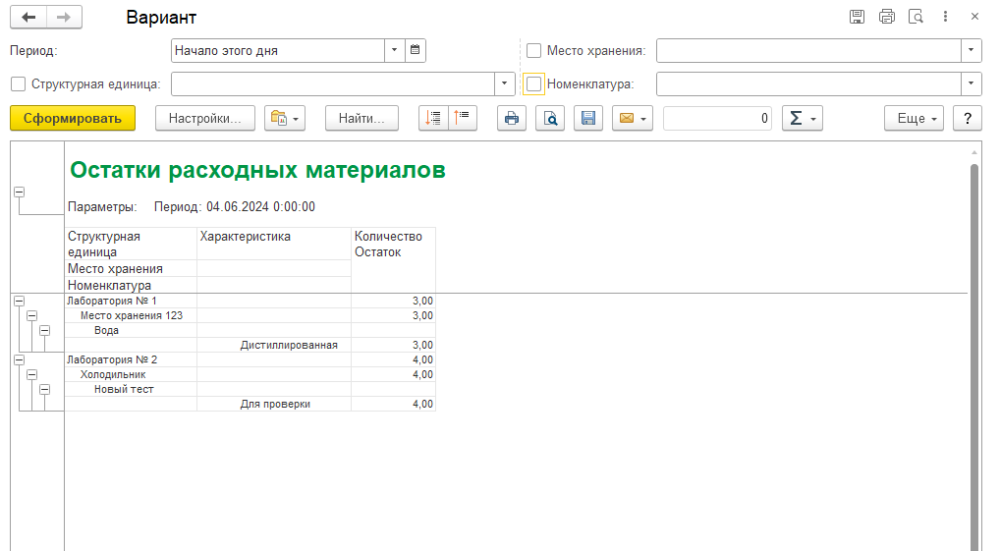 Вариант
Период: Начало этого дня Место хранения:
Структурная единица: Номенклатура:
Сформировать Настройки... Найти... 0 Σ Еще ?
Остатки расходных материалов
Параметры: Период: 04.06.2024 0:00:00
Структурная единица Характеристика Количество Остаток
Место хранения
Номенклатура
Лаборатория № 1 3,00
Место хранения 123 3,00
Вода
Дистиллированная 3,00
Лаборатория № 2 4,00
Холодильник 4,00
Новый тест
Для проверки 4,00